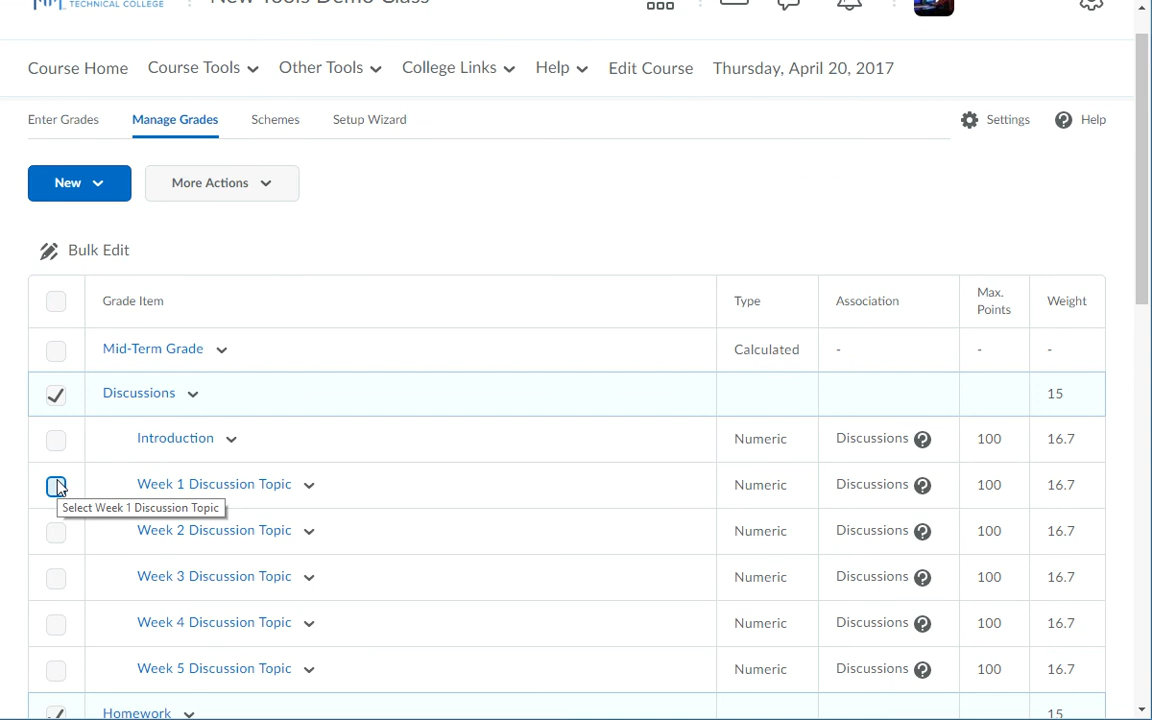 TECHNICAL COLLEGE
New Tools Demo Class
Course Home Course Tools Other Tools College Links Help Edit Course Thursday, April 20, 2017
Enter Grades Manage Grades Schemes Setup Wizard Settings Help
New More Actions
Bulk Edit
Grade Item Type Association Max. Points Weight
Mid-Term Grade Calculated - - -
Discussions 15
Introduction Numeric Discussions 100 16.7
Week 1 Discussion Topic Numeric Discussions 100 16.7
Select Week 1 Discussion Topic
Week 2 Discussion Topic Numeric Discussions 100 16.7
Week 3 Discussion Topic Numeric Discussions 100 16.7
Week 4 Discussion Topic Numeric Discussions 100 16.7
Week 5 Discussion Topic Numeric Discussions 100 16.7
Homework 15